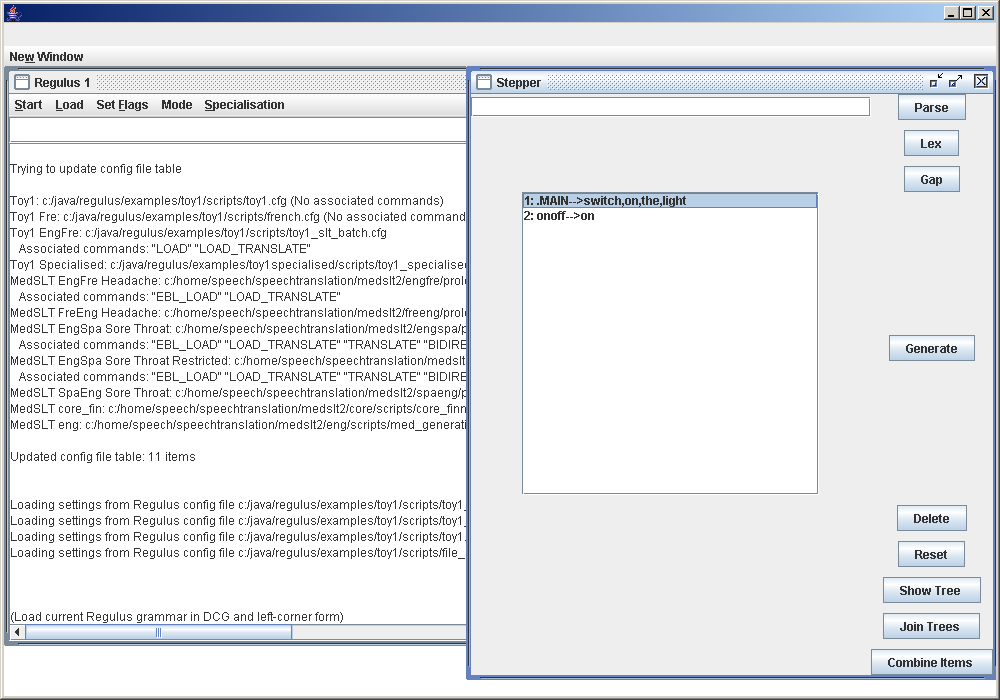 New Window
Regulus 1
Start Load Set Flags Mode Specialisation
Trying to update config file table
Toy1: c:/java/regulus/examples/toy1/scripts/toy1.cfg (No associated commands)
Toy1 Fre: c:/java/regulus/examples/toy1/scripts/french.cfg (No associated command
Toy1 EngFre: c:/java/regulus/examples/toy1/scripts/toy1_slt_batch.cfg
Associated commands: "LOAD" "LOAD_TRANSLATE"
Toy1 Specialised: c:/java/regulus/examples/toy1specialised/scripts/toy1_specialise
MedSLT EngFre Headache: c:/home/speech/speechtranslation/medslt2/engfre/prol
Associated commands: "EBL_LOAD" "LOAD_TRANSLATE"
MedSLT FreEng Headache: c:/home/speech/speechtranslation/medslt2/freeng/prol
MedSLT EngSpa Sore Throat: c:/home/speech/speechtranslation/medslt2/engspa/p
Associated commands: "EBL_LOAD" "LOAD_TRANSLATE" "TRANSLATE" "BIDIRE
MedSLT EngSpa Sore Throat Restricted: c:/home/speech/speechtranslation/medslt
Associated commands: "EBL_LOAD" "LOAD_TRANSLATE" "TRANSLATE" "BIDIRE
MedSLT SpaEng Sore Throat: c:/home/speech/speechtranslation/medslt2/spaeng/p
MedSLT core_fin: c:/home/speech/speechtranslation/medslt2/core/scripts/core_finn
MedSLT eng: c:/home/speech/speechtranslation/medslt2/eng/scripts/med_generati
Updated config file table: 11 items
Loading settings from Regulus config file c:/java/regulus/examples/toy1/scripts/toy1_
Loading settings from Regulus config file c:/java/regulus/examples/toy1/scripts/toy1_
Loading settings from Regulus config file c:/java/regulus/examples/toy1/scripts/toy1.
Loading settings from Regulus config file c:/java/regulus/examples/toy1/scripts/file_
(Load current Regulus grammar in DCG and left-corner form)
Stepper
Parse
Lex
Gap
1: .MAIN-->switch,on,the,light
2: onoff-->on
Generate
Delete
Reset
Show Tree
Join Trees
Combine Items